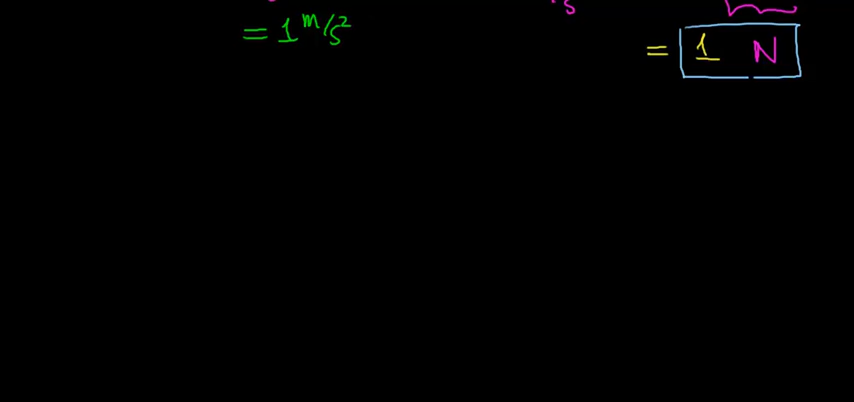 = 1 m/s²
= 1 N